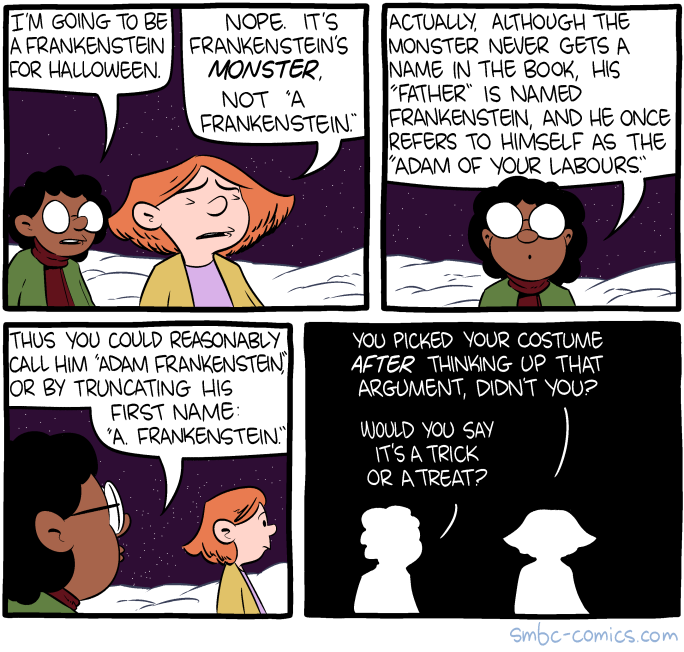 I'M GOING TO BE
A FRANKENSTEIN
FOR HALLOWEEN.
NOPE. IT'S
FRANKENSTEIN'S
MONSTER,
NOT "A
FRANKENSTEIN."
ACTUALLY, ALTHOUGH THE
MONSTER NEVER GETS A
NAME IN THE BOOK, HIS
"FATHER" IS NAMED
FRANKENSTEIN, AND HE ONCE
REFERS TO HIMSELF AS THE
"ADAM OF YOUR LABOURS."
THUS YOU COULD REASONABLY
CALL HIM "ADAM FRANKENSTEIN,"
OR BY TRUNCATING HIS
FIRST NAME:
"A. FRANKENSTEIN."
YOU PICKED YOUR COSTUME
AFTER THINKING UP THAT
ARGUMENT, DIDN'T YOU?
WOULD YOU SAY
IT'S A TRICK
OR A TREAT?
smbc-comics.com